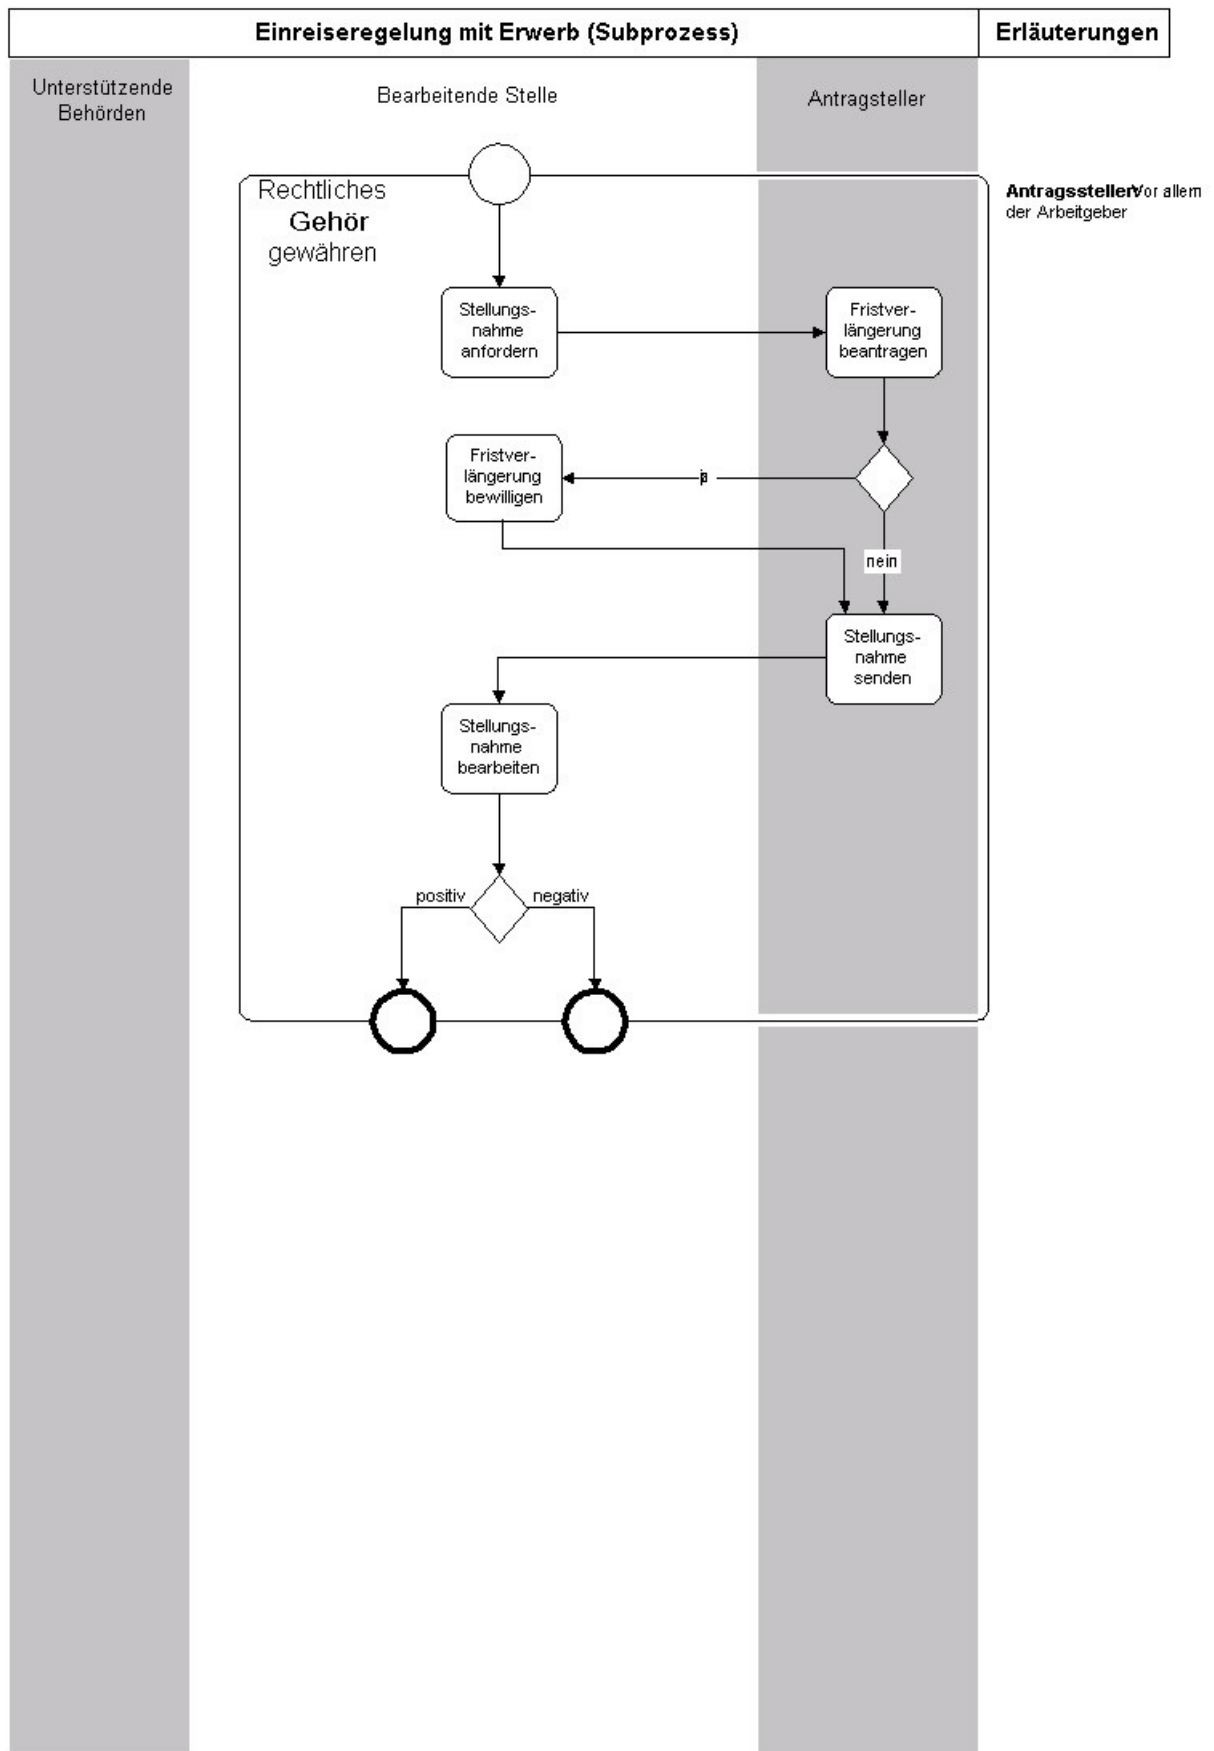 Einreiseregelung mit Erwerb (Subprozess)
Erläuterungen
Unterstützende
Behörden
Bearbeitende Stelle
Antragsteller
Rechtliches
Gehör
gewähren
Antragssteller: Vor allem
der Arbeitgeber
Stellungs-
nahme
anfordern
Fristver-
längerung
beantragen
Fristver-
längerung
bewilligen
ja
nein
Stellungs-
nahme
senden
Stellungs-
nahme
bearbeiten
positiv
negativ